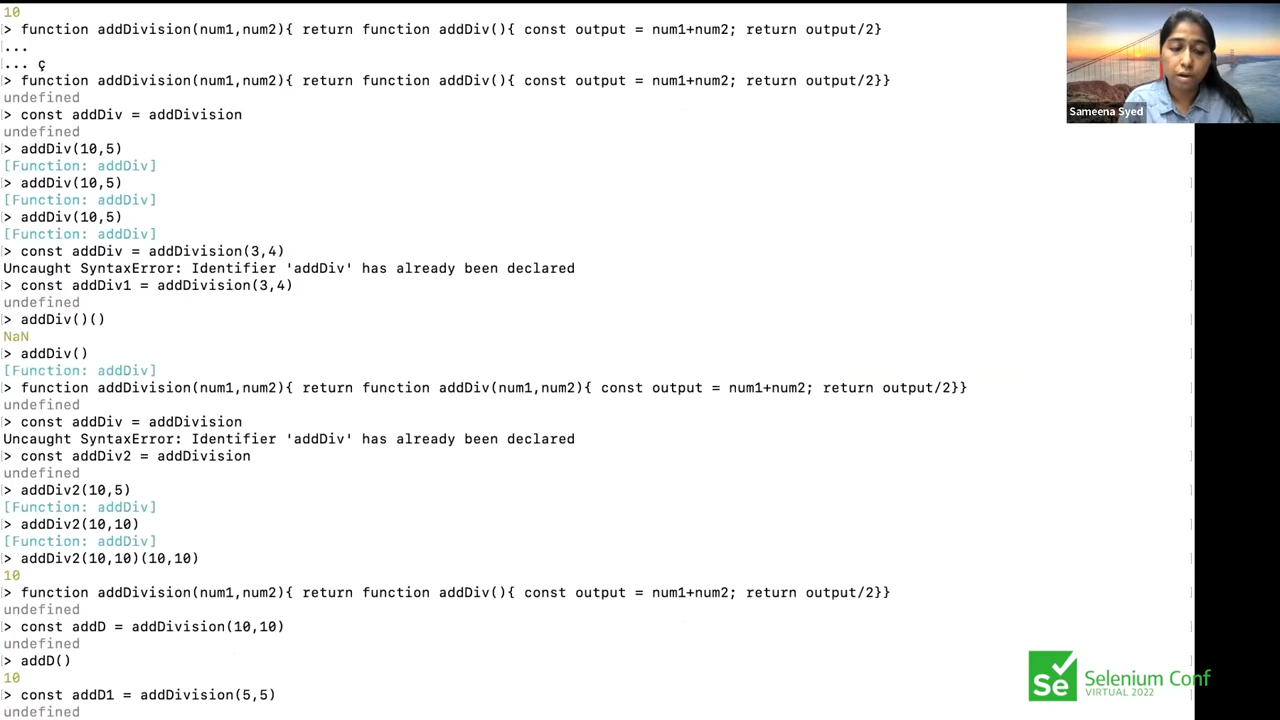 10
> function addDivision(num1,num2){ return function addDiv(){ const output = num1+num2; return output/2}
...
... ç
> function addDivision(num1,num2){ return function addDiv(){ const output = num1+num2; return output/2}}
undefined
> const addDiv = addDivision
undefined
> addDiv(10,5)
[Function: addDiv]
> addDiv(10,5)
[Function: addDiv]
> addDiv(10,5)
[Function: addDiv]
> const addDiv = addDivision(3,4)
Uncaught SyntaxError: Identifier 'addDiv' has already been declared
> const addDiv1 = addDivision(3,4)
undefined
> addDiv()()
NaN
> addDiv()
[Function: addDiv]
> function addDivision(num1,num2){ return function addDiv(num1,num2){ const output = num1+num2; return output/2}}
undefined
> const addDiv = addDivision
Uncaught SyntaxError: Identifier 'addDiv' has already been declared
> const addDiv2 = addDivision
undefined
> addDiv2(10,5)
[Function: addDiv]
> addDiv2(10,10)
[Function: addDiv]
> addDiv2(10,10)(10,10)
10
> function addDivision(num1,num2){ return function addDiv(){ const output = num1+num2; return output/2}}
undefined
> const addD = addDivision(10,10)
undefined
> addD()
10
> const addD1 = addDivision(5,5)
undefined
Sameena Syed
Se
Selenium Conf
VIRTUAL 2022